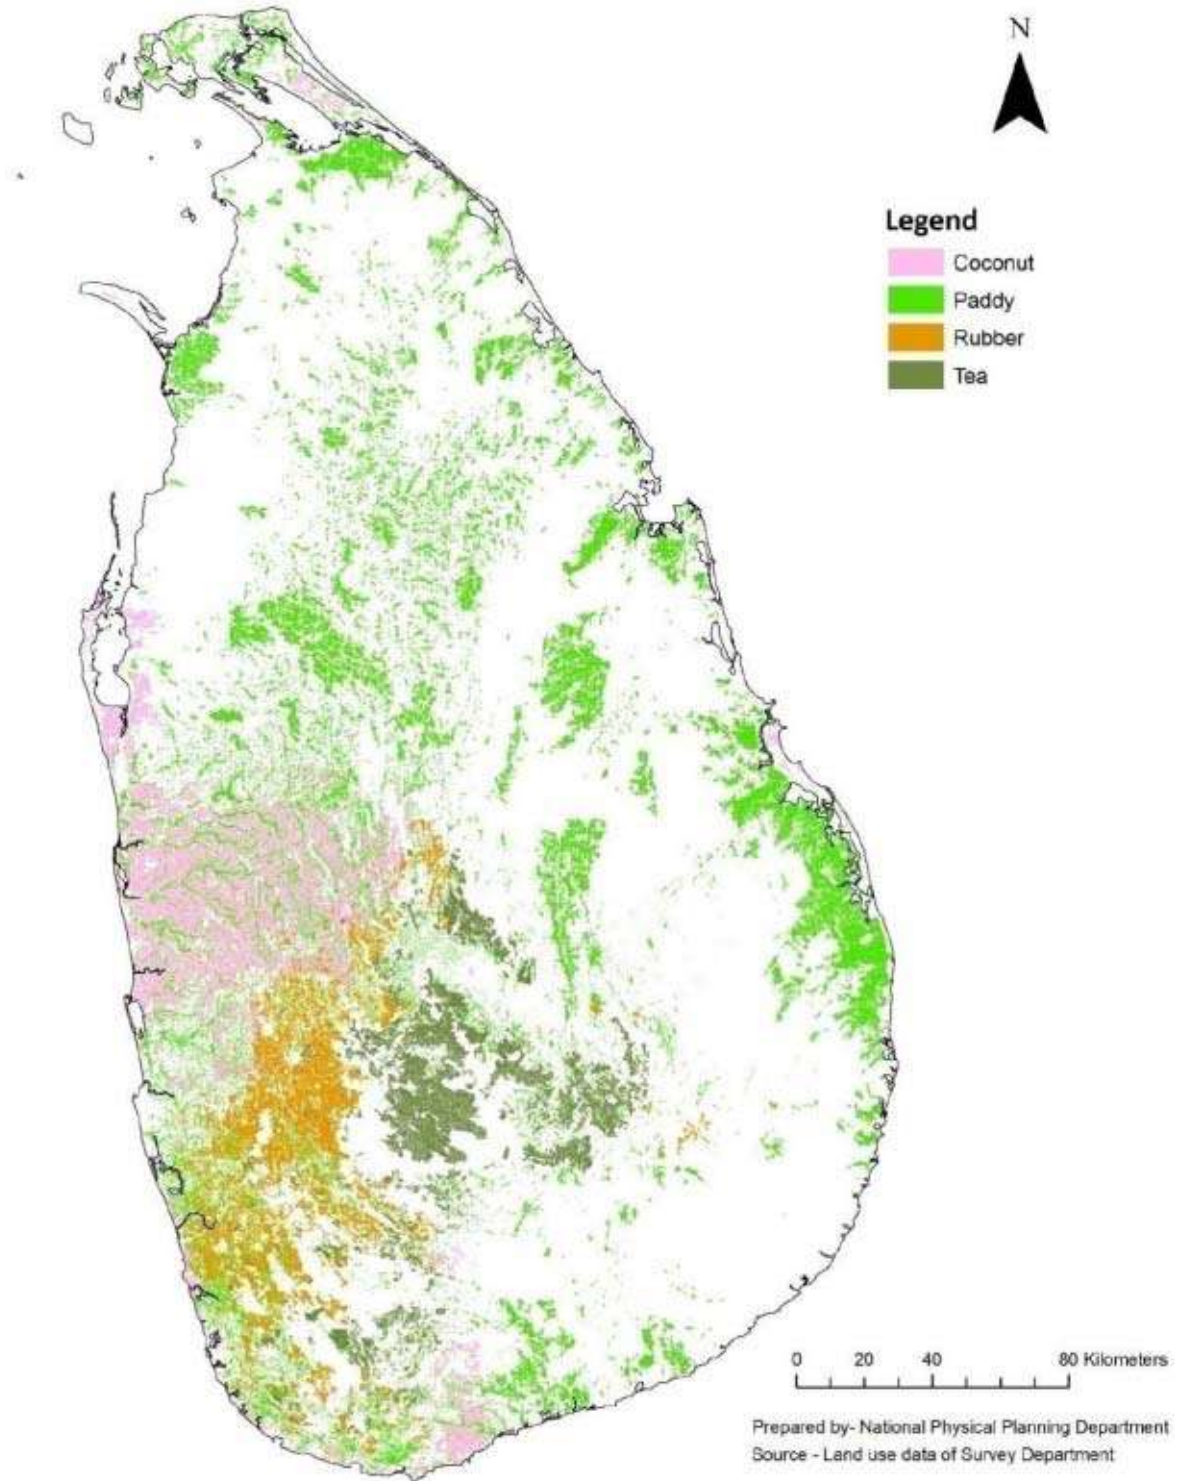 N
Legend
Coconut
Paddy
Rubber
Tea
0 20 40 80 Kilometers
Prepared by- National Physical Planning Department
Source - Land use data of Survey Department